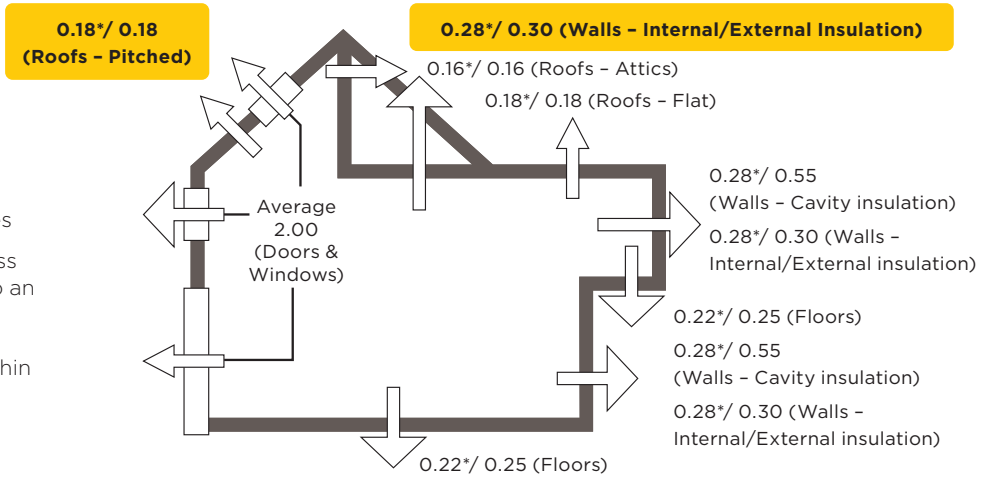 0.18*/ 0.18
(Roofs – Pitched)
0.28*/ 0.30 (Walls – Internal/External Insulation)
0.16*/ 0.16 (Roofs – Attics)
0.18*/ 0.18 (Roofs – Flat)
Average
2.00
(Doors &
Windows)
0.28*/ 0.55
(Walls – Cavity insulation)
0.28*/ 0.30 (Walls –
Internal/External insulation)
0.22*/ 0.25 (Floors)
0.28*/ 0.55
(Walls – Cavity insulation)
0.28*/ 0.30 (Walls –
Internal/External insulation)
0.22*/ 0.25 (Floors)
an